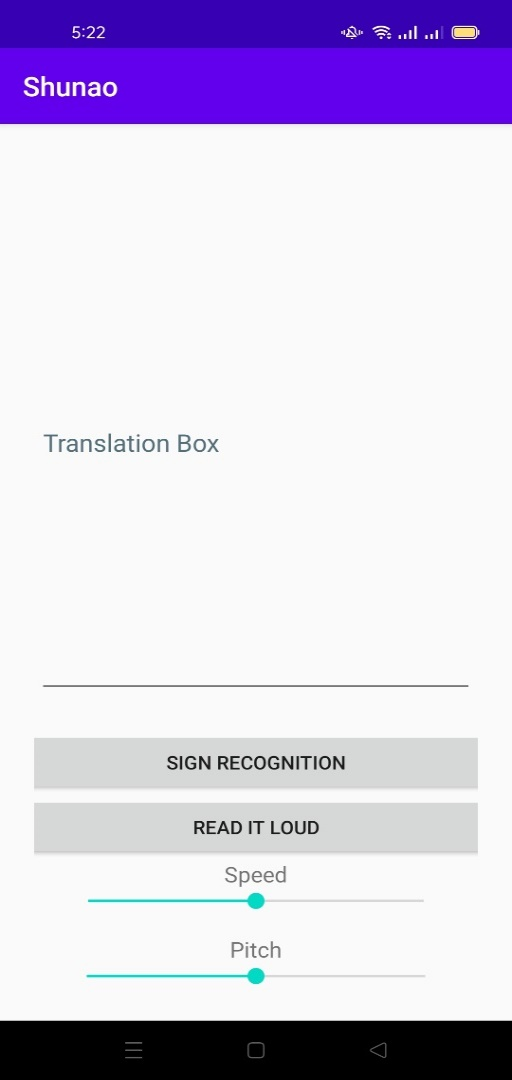 5:22
Shunao
Translation Box
SIGN RECOGNITION
READ IT LOUD
Speed
Pitch